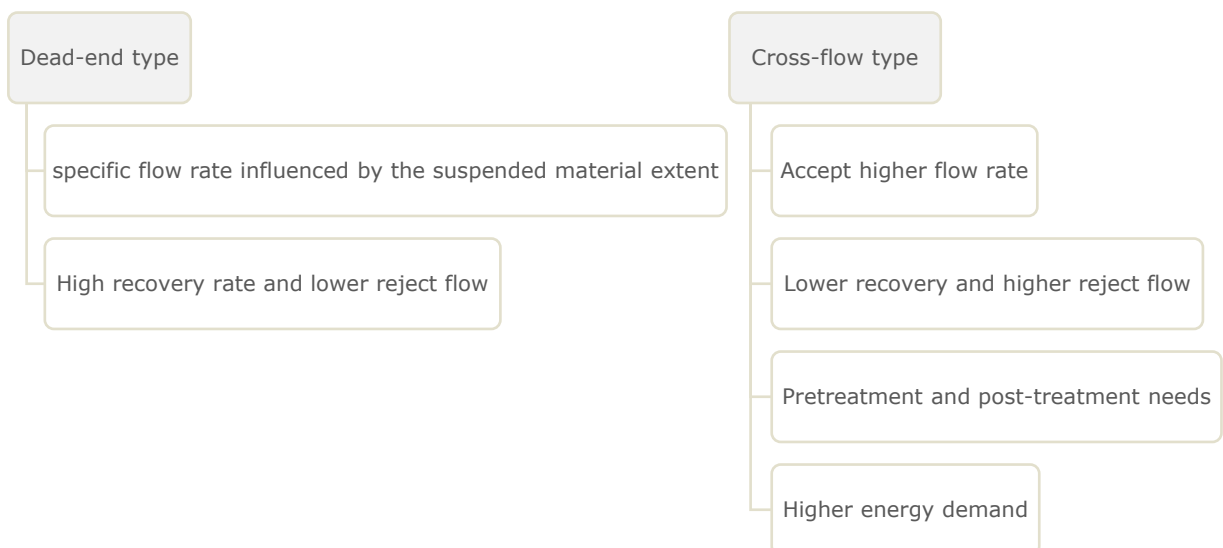 Dead-end type
specific flow rate influenced by the suspended material extent
High recovery rate and lower reject flow
Cross-flow type
Accept higher flow rate
Lower recovery and higher reject flow
Pretreatment and post-treatment needs
Higher energy demand